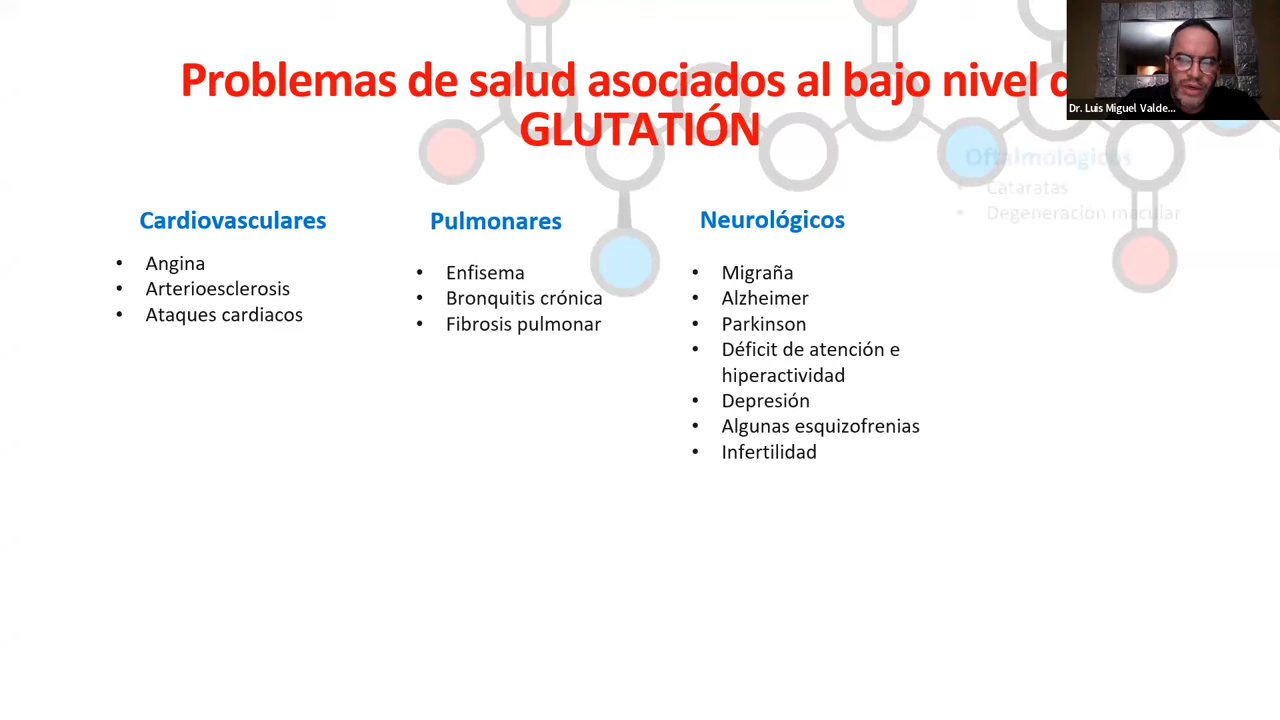 Problemas de salud asociados al bajo nivel d
GLUTATIÓN
Dr. Luis Miguel Valde...
Cardiovasculares
• Angina
• Arterioesclerosis
• Ataques cardiacos
Pulmonares
• Enfisema
• Bronquitis crónica
• Fibrosis pulmonar
Neurológicos
• Migraña
• Alzheimer
• Parkinson
• Déficit de atención e
hiperactividad
• Depresión
• Algunas esquizofrenias
• Infertilidad
Oftalmológicos
• Cataratas
• Degeneración macular